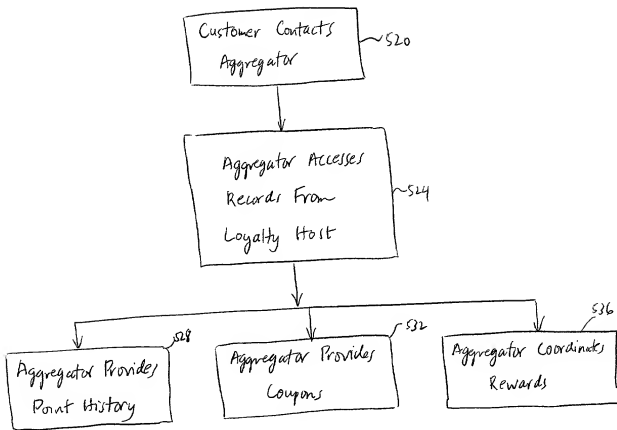 Customer Contacts
Aggregator
520
Aggregator Accesses
Records From
Loyalty Host
524
528
Aggregator Provides
Point History
532
Aggregator Provides
Coupons
536
Aggregator Coordinates
Rewards